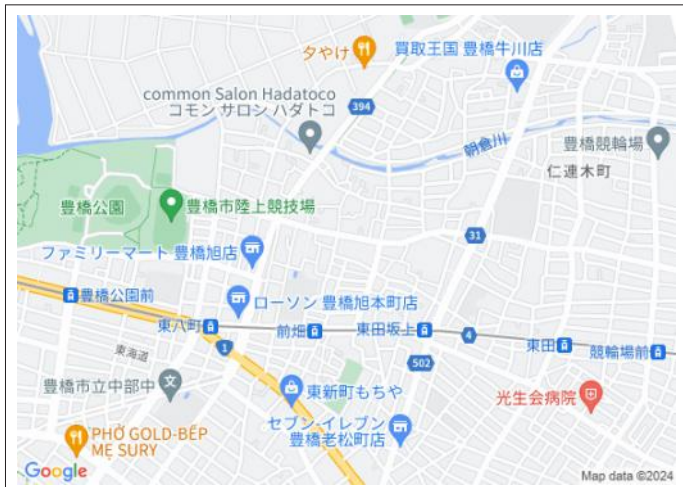 夕やけ
買取王国 豊橋牛川店
common Salon Hadatoco
コモン サロン ハダトコ
394
朝倉川
豊橋競輪場
仁連木町
豊橋公園
豊橋市陸上競技場
31
ファミリーマート 豊橋旭店
豊橋公園前
ローソン 豊橋旭本町店
東八町
前畑
東田坂上
4
東田
競輪場前
東海道
1
502
豊橋市立中部中
東新町もちや
光生会病院
セブン-イレブン
豊橋老松町店
PHỞ GOLD-BẾP
MẸ SURY
Google
Map data ©2024